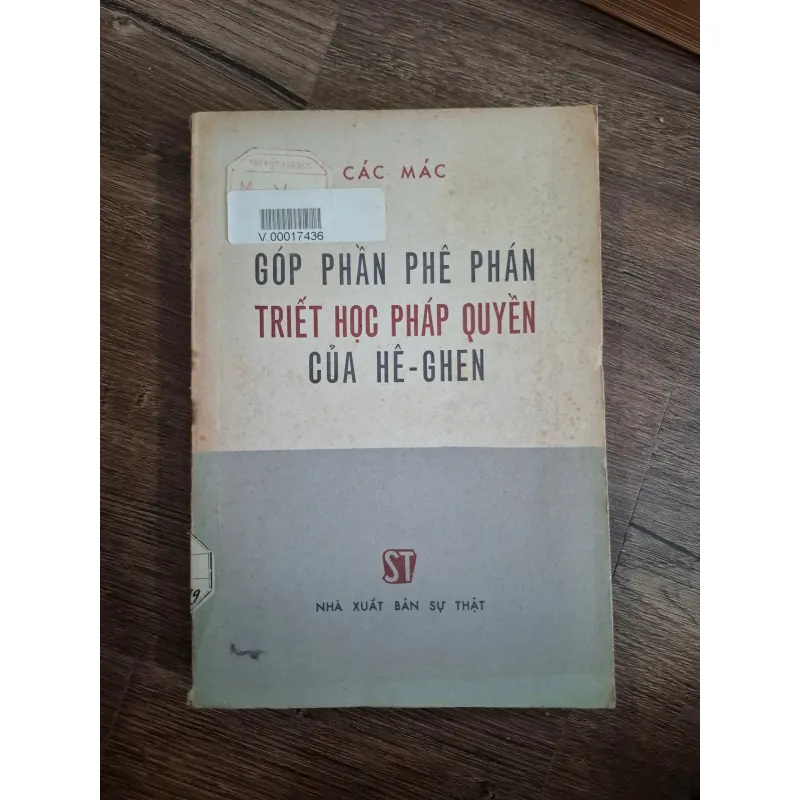 CÁC MÁC
V.00017436
GÓP PHẦN PHÊ PHÁN
TRIẾT HỌC PHÁP QUYỀN
CỦA HÊ-GHEN
ST
NHÀ XUẤT BẢN SỰ THẬT